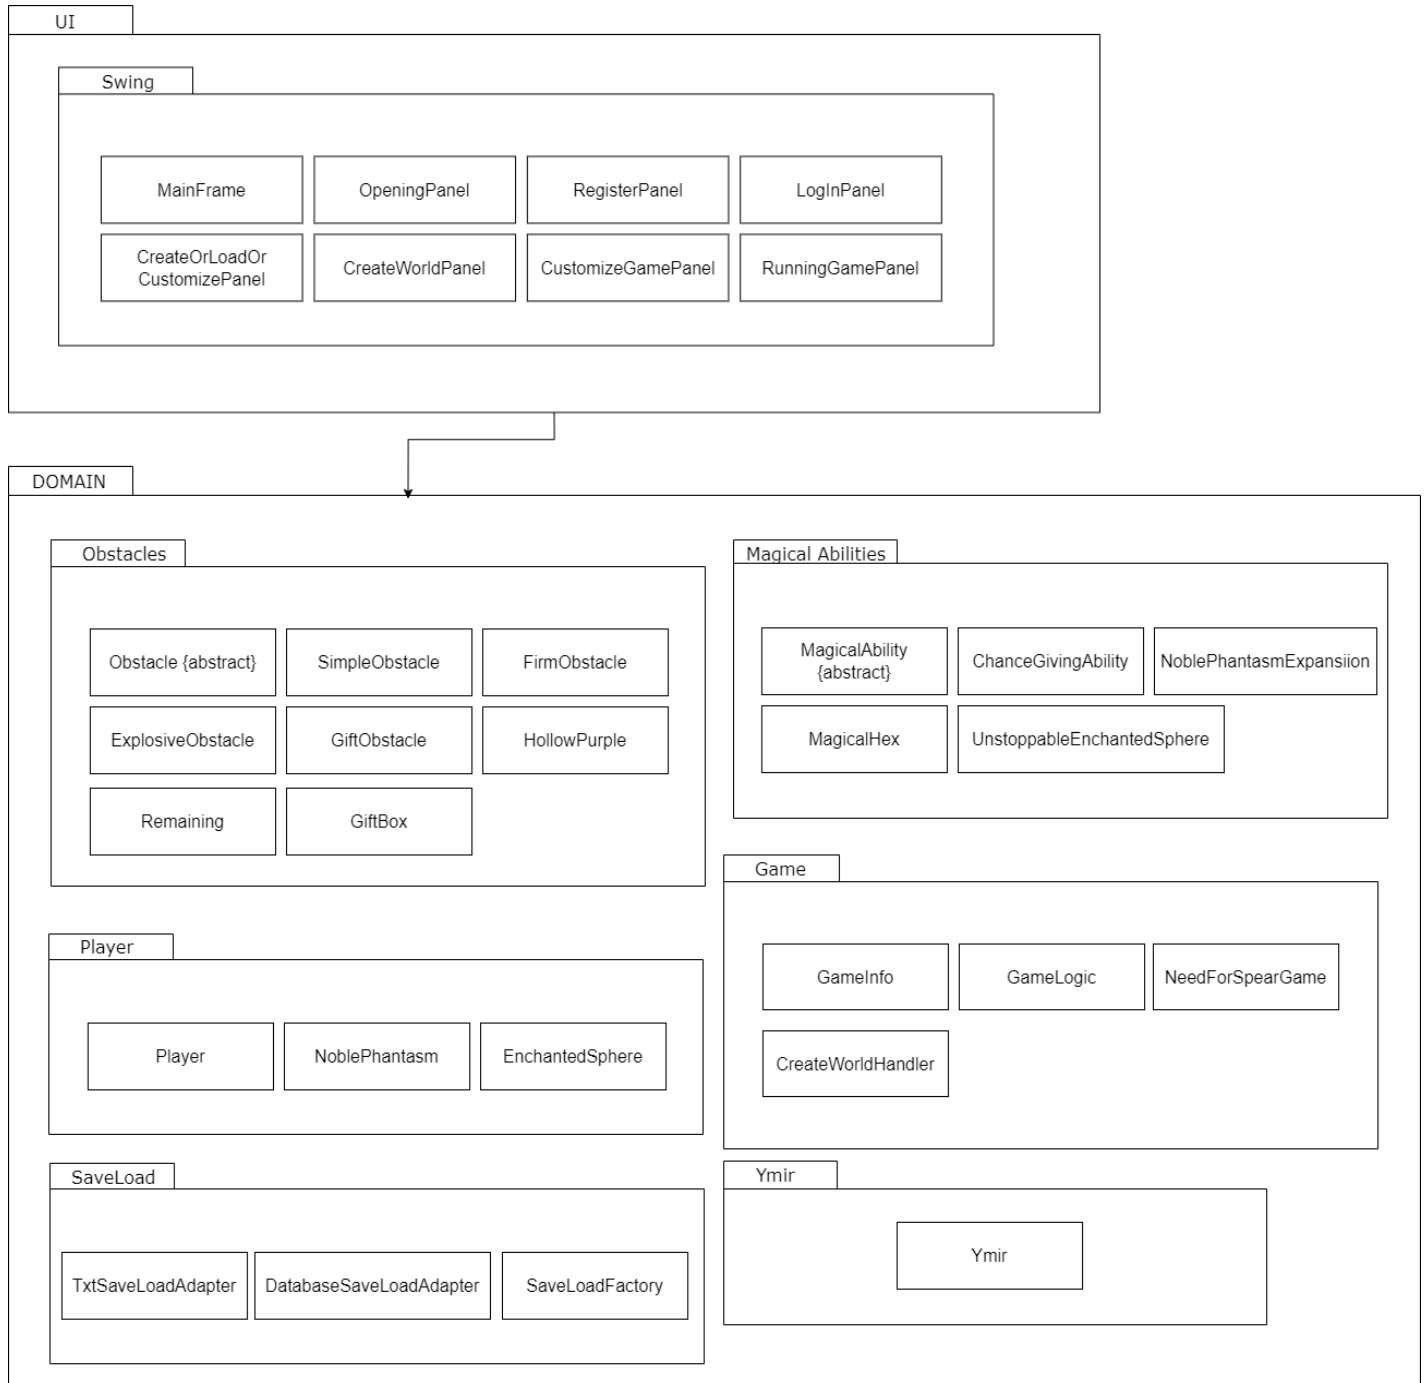 UI
Swing
MainFrame
OpeningPanel
RegisterPanel
LogInPanel
CreateOrLoadOr
CustomizePanel
CreateWorldPanel
CustomizeGamePanel
RunningGamePanel
DOMAIN
Obstacles
Obstacle {abstract}
SimpleObstacle
FirmObstacle
ExplosiveObstacle
GiftObstacle
HollowPurple
Remaining
GiftBox
Magical Abilities
MagicalAbility
{abstract}
ChanceGivingAbility
NoblePhantasmExpansiion
MagicalHex
UnstoppableEnchantedSphere
Game
GameInfo
GameLogic
NeedForSpearGame
CreateWorldHandler
Player
Player
NoblePhantasm
EnchantedSphere
SaveLoad
TxtSaveLoadAdapter
DatabaseSaveLoadAdapter
SaveLoadFactory
Ymir
Ymir